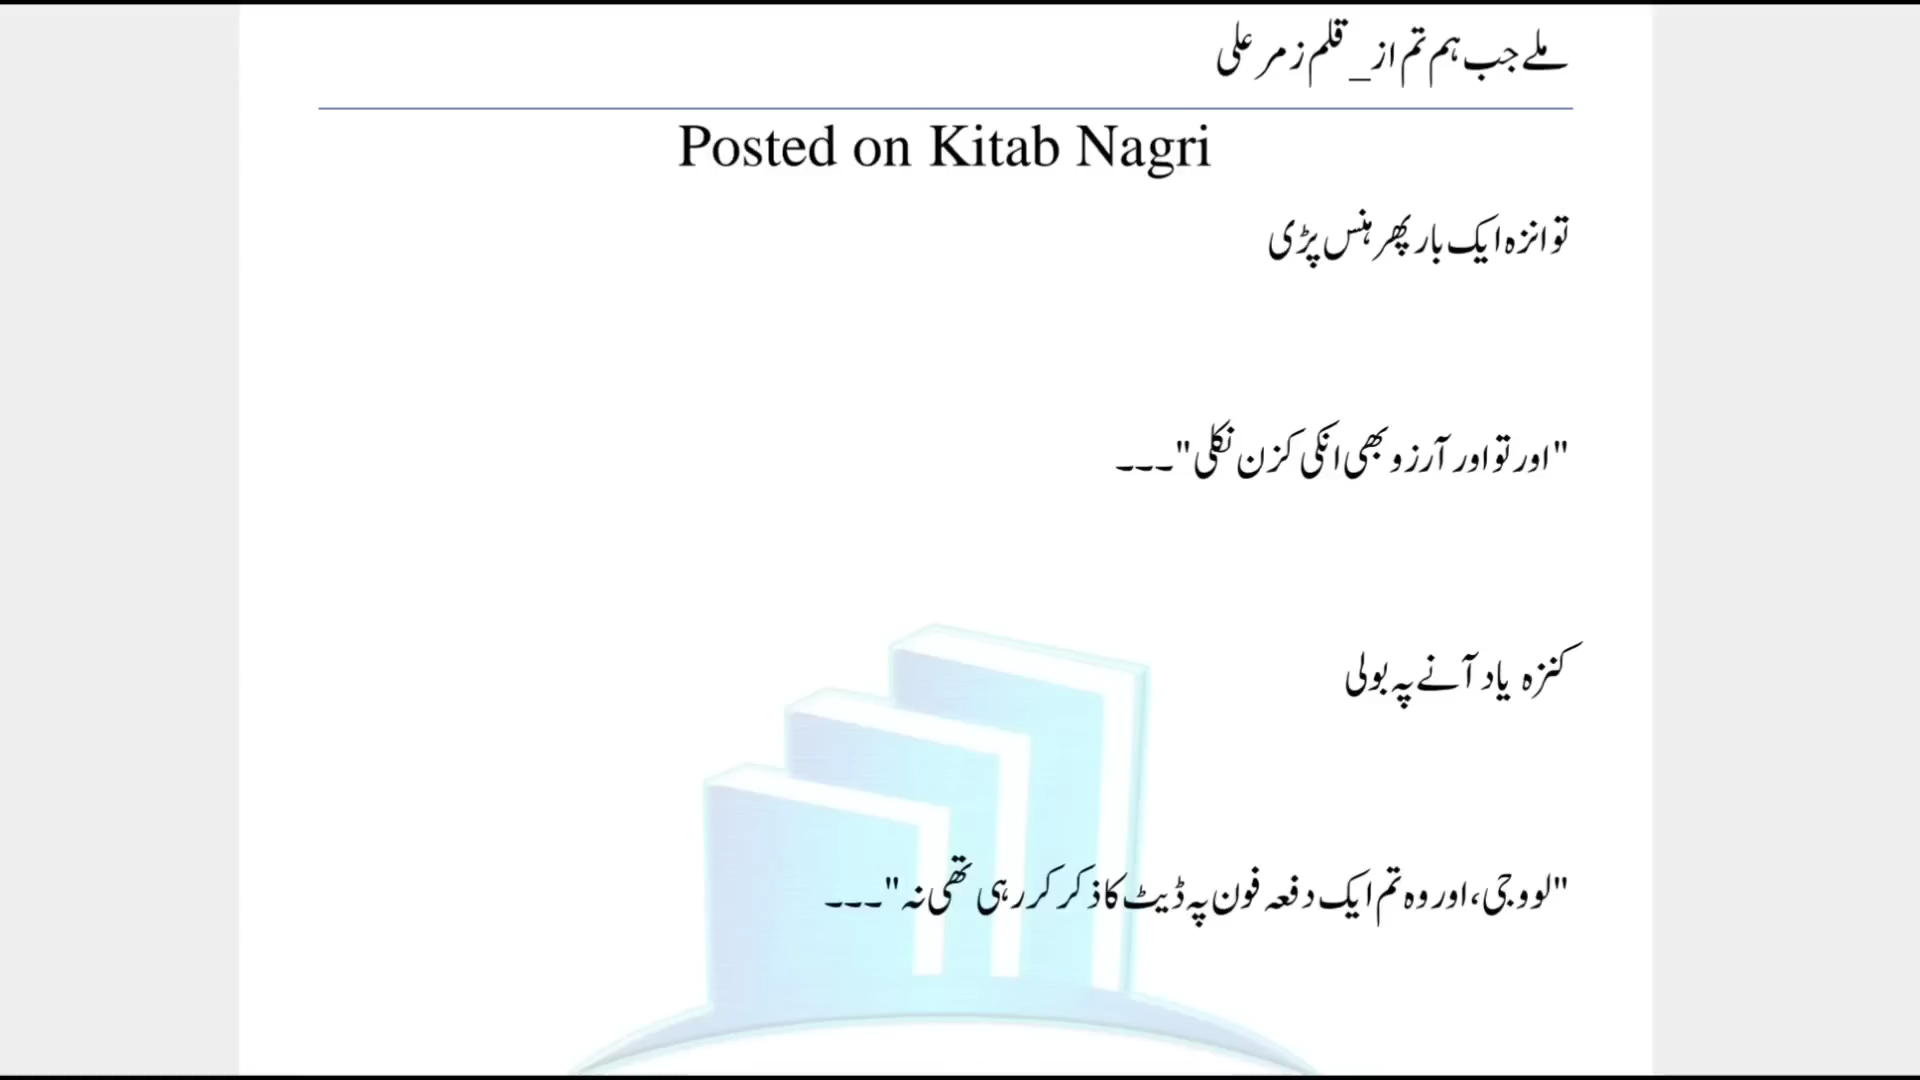 ملے جب ہم تم از_ قلم زمر علی
Posted on Kitab Nagri
تو انزہ ایک بار پھر ہنس پڑی
"اور تو اور آرزو بھی انکی کزن نکلی"۔۔۔
کنزہ یاد آنے پہ بولی
"لو وجی، اور وہ تم ایک دفعہ فون پہ ڈیٹ کا ذکر کر رہی تھی نہ"۔۔۔